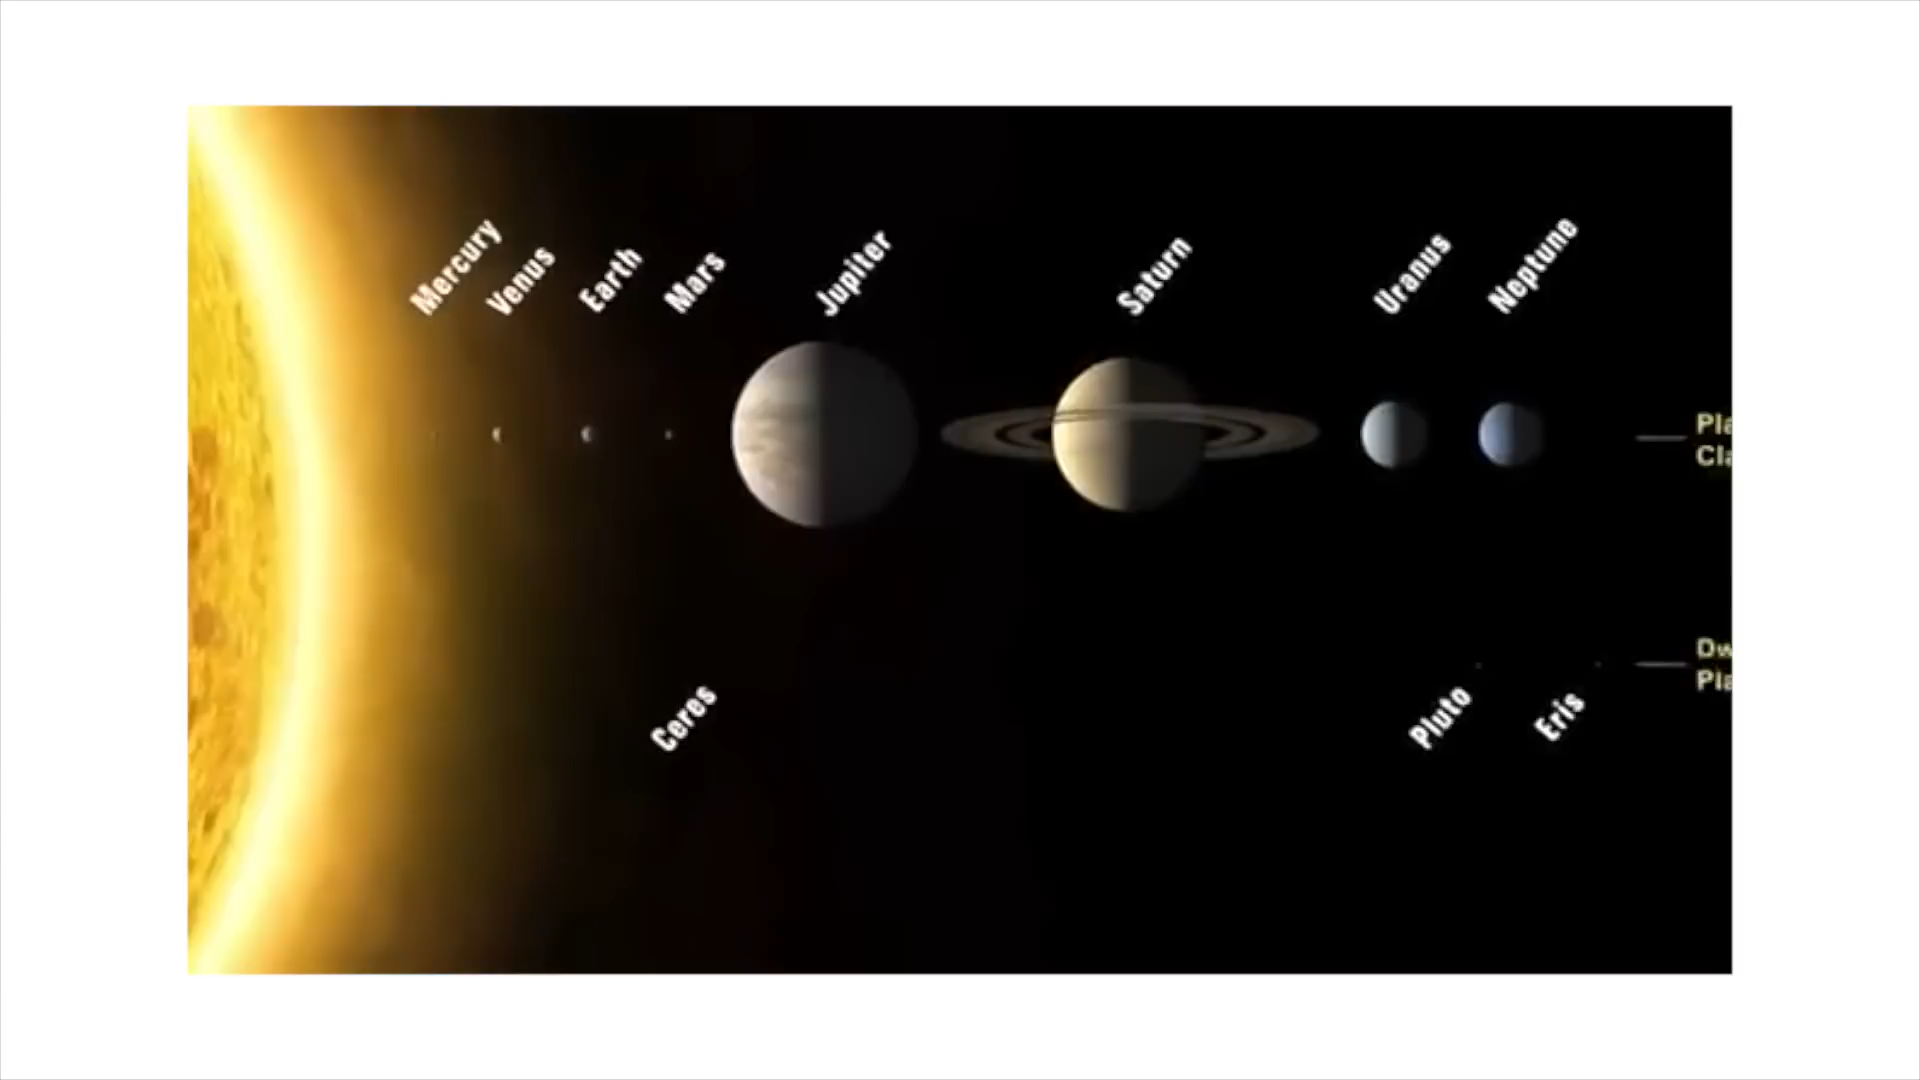 Mercury
Venus
Earth
Mars
Jupiter
Saturn
Uranus
Neptune
Pla
Cla
Dw
Pla
Ceres
Pluto
Eris